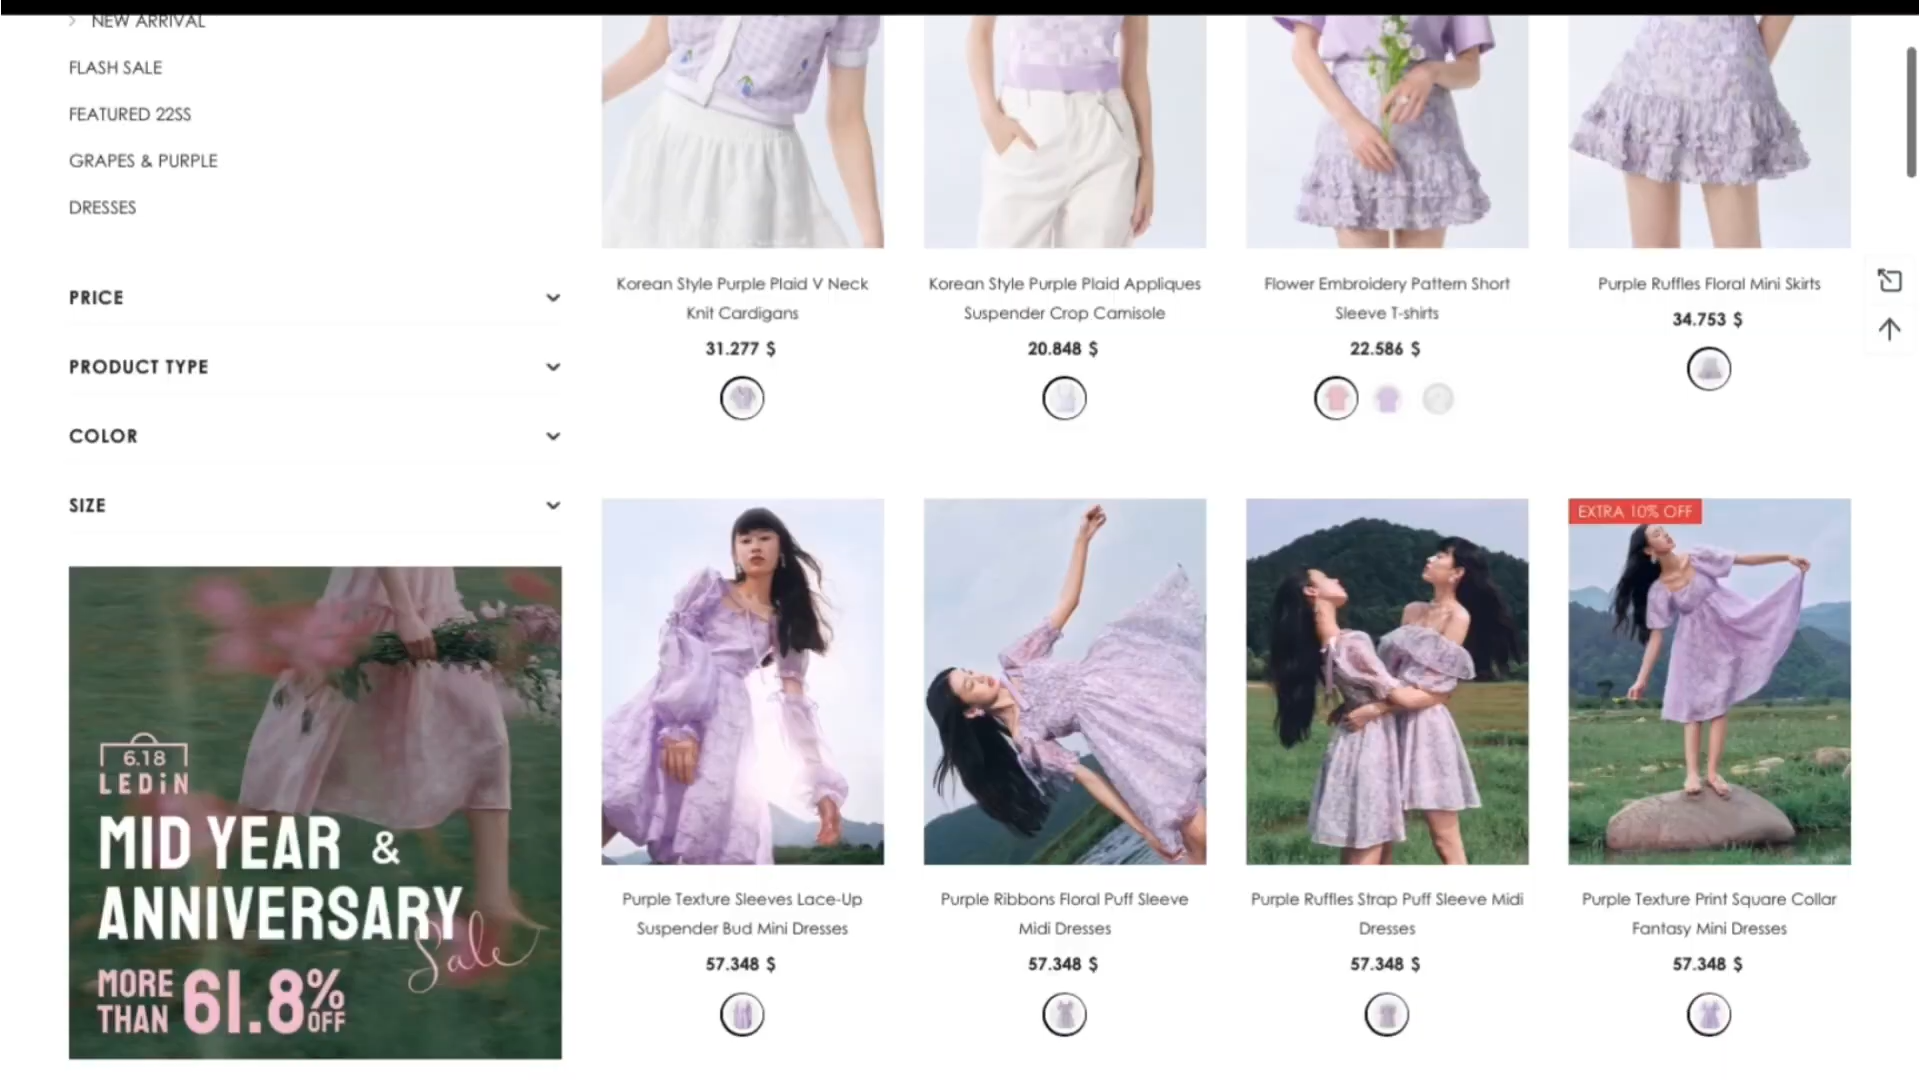 NEW ARRIVAL
FLASH SALE
FEATURED 22SS
GRAPES & PURPLE
DRESSES
PRICE
PRODUCT TYPE
COLOR
SIZE
6.18
LEDiN
MID YEAR &
ANNIVERSARY
Sale
MORE
THAN
61.8%
OFF
Korean Style Purple Plaid V Neck
Knit Cardigans
31.277 $
Korean Style Purple Plaid Appliques
Suspender Crop Camisole
20.848 $
Flower Embroidery Pattern Short
Sleeve T-shirts
22.586 $
Purple Ruffles Floral Mini Skirts
34.753 $
Purple Texture Sleeves Lace-Up
Suspender Bud Mini Dresses
57.348 $
Purple Ribbons Floral Puff Sleeve
Midi Dresses
57.348 $
Purple Ruffles Strap Puff Sleeve Midi
Dresses
57.348 $
EXTRA 10% OFF
Purple Texture Print Square Collar
Fantasy Mini Dresses
57.348 $